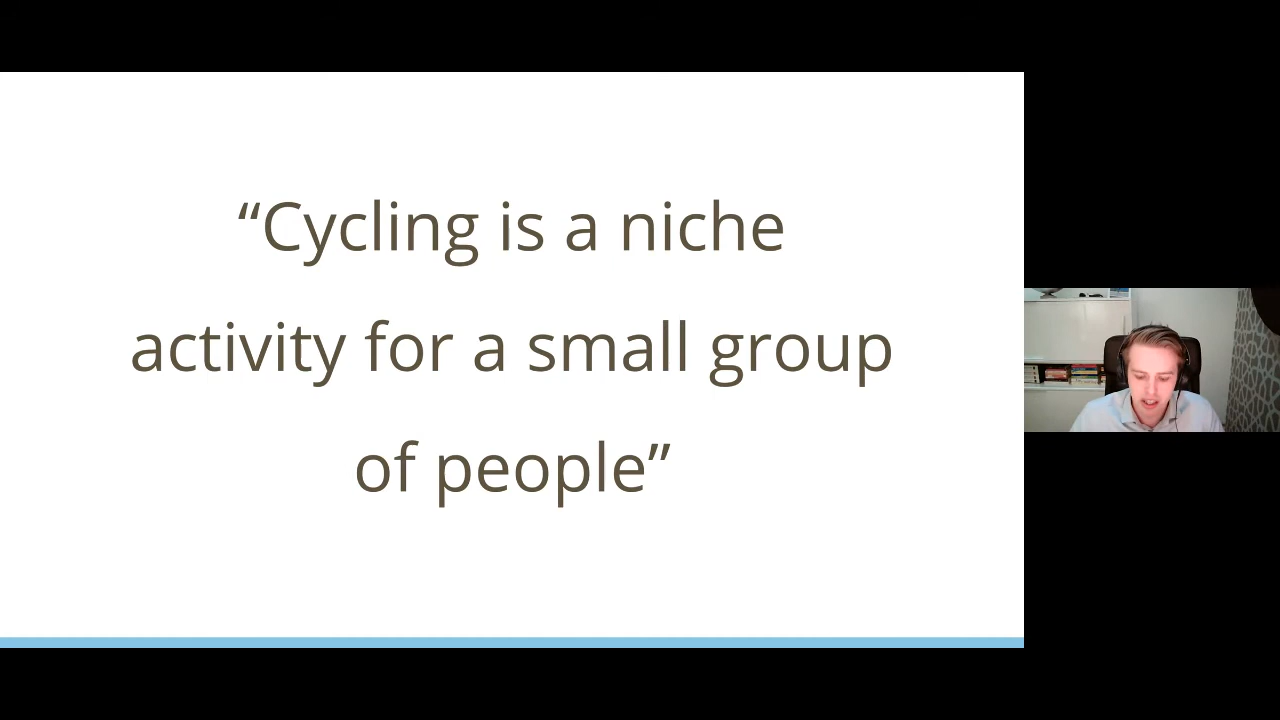 “Cycling is a niche
activity for a small group
of people”